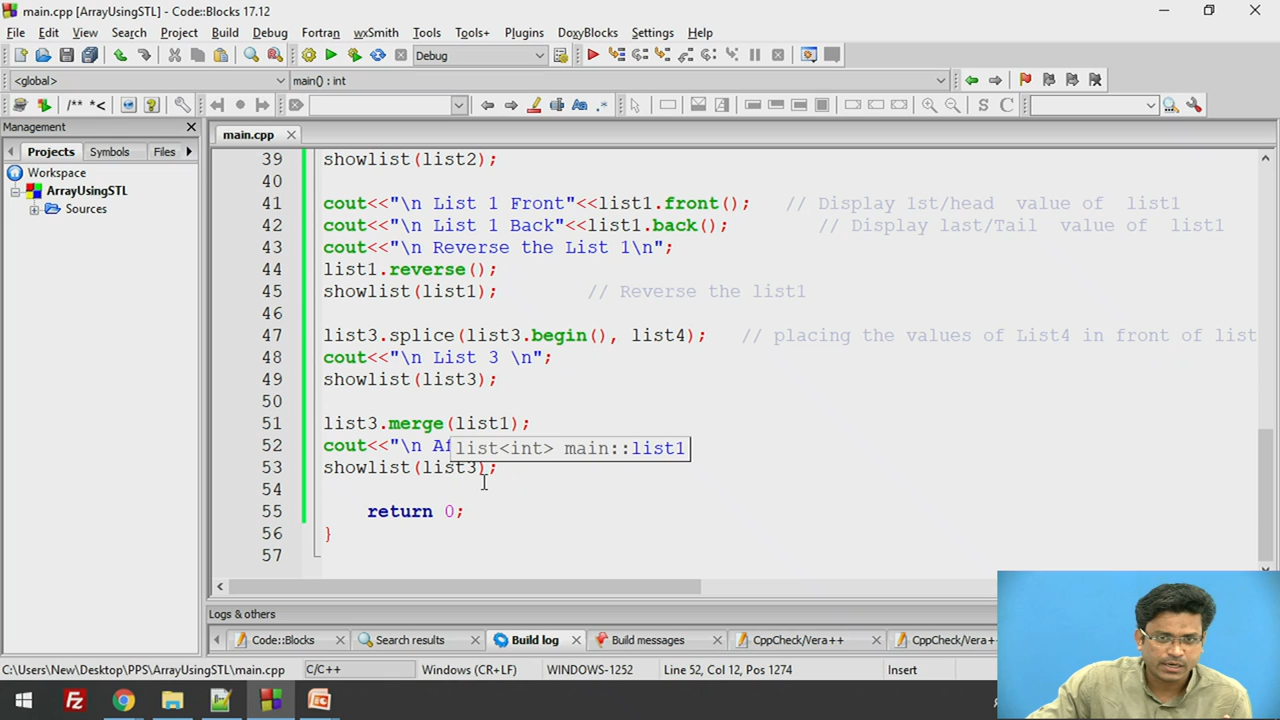 main.cpp [ArrayUsingSTL] - Code::Blocks 17.12
File Edit View Search Project Build Debug Fortran wxSmith Tools Tools+ Plugins DoxyBlocks Settings Help
Debug
<global> main() : int
/** *<
Management
main.cpp
Projects Symbols Files
Workspace
ArrayUsingSTL
Sources
39 showlist(list2);
40
41 cout<<"\n List 1 Front"<<list1.front(); // Display 1st/head value of list1
42 cout<<"\n List 1 Back"<<list1.back(); // Display last/Tail value of list1
43 cout<<"\n Reverse the List 1\n";
44 list1.reverse();
45 showlist(list1); // Reverse the list1
46
47 list3.splice(list3.begin(), list4); // placing the values of List4 in front of list
48 cout<<"\n List 3 \n";
49 showlist(list3);
50
51 list3.merge(list1);
52 cout<<"\n Af
list<int> main::list1
53 showlist(list3);
54
55 return 0;
56 }
57
Logs & others
Code::Blocks Search results Build log Build messages CppCheck/Vera++ CppCheck/Vera++
C:\Users\New\Desktop\PPS\ArrayUsingSTL\main.cpp C/C++ Windows (CR+LF) WINDOWS-1252 Line 52, Col 12, Pos 1274 Insert